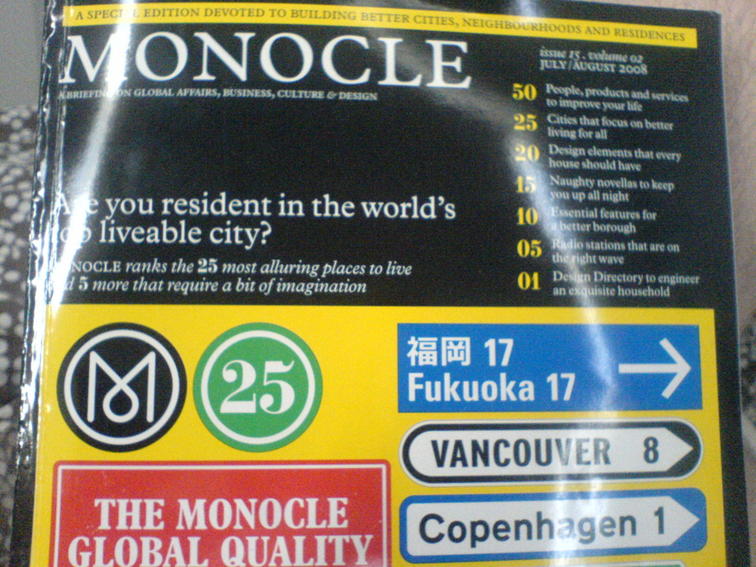 A SPECIAL EDITION DEVOTED TO BUILDING BETTER CITIES, NEIGHBOURHOODS AND RESIDENCES
MONOCLE
A BRIEFING ON GLOBAL AFFAIRS, BUSINESS, CULTURE & DESIGN
issue 15 . volume 02
JULY/AUGUST 2008
50 People, products and services
to improve your life
25 Cities that focus on better
living for all
20 Design elements that every
house should have
15 Naughty novellas to keep
you up all night
10 Essential features for
a better borough
05 Radio stations that are on
the right wave
01 Design Directory to engineer
an exquisite household
Are you resident in the world's
top liveable city?
MONOCLE ranks the 25 most alluring places to live
and 5 more that require a bit of imagination
M
25
福岡 17
Fukuoka 17
VANCOUVER 8
Copenhagen 1
THE MONOCLE
GLOBAL QUALITY